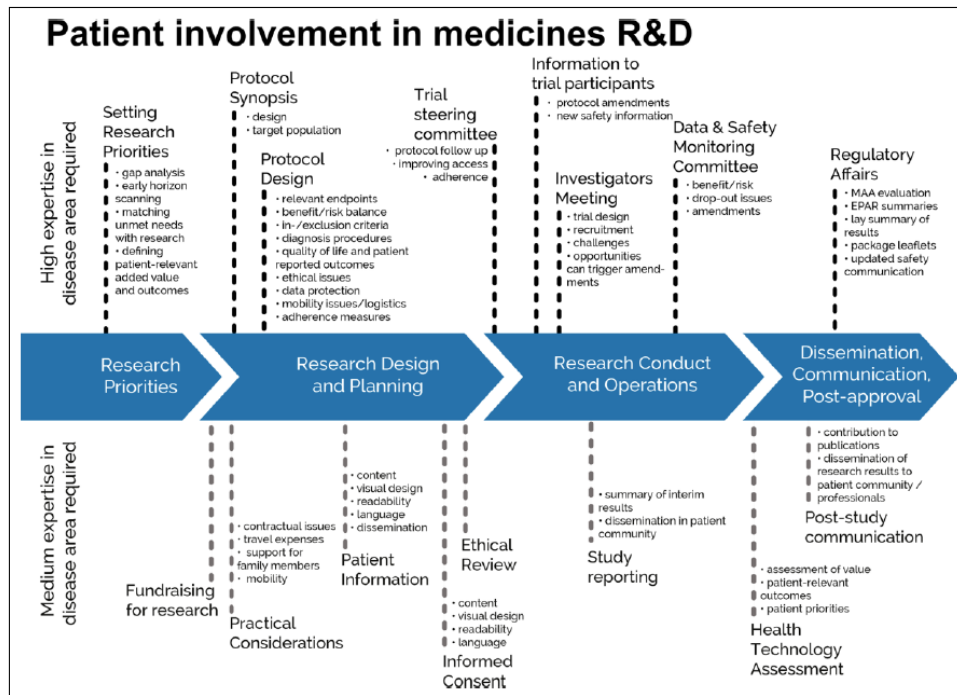 Patient involvement in medicines R&D
High expertise in
disease area required
Setting
Research
Priorities
• gap analysis
• early horizon
scanning
• matching
unmet needs
with research
• defining
patient-relevant
added value
and outcomes
Protocol
Synopsis
• design
• target population
Protocol
Design
• relevant endpoints
• benefit/risk balance
• in-/exclusion criteria
• diagnosis procedures
• quality of life and patient
reported outcomes
• ethical issues
• data protection
• mobility issues/logistics
• adherence measures
Trial
steering
committee
• protocol follow up
• improving access
• adherence
Information to
trial participants
• protocol amendments
• new safety information
Investigators
Meeting
• trial design
• recruitment
• challenges
• opportunities
can trigger amend-
ments
Data & Safety
Monitoring
Committee
• benefit/risk
• drop-out issues
• amendments
Regulatory
Affairs
• MAA evaluation
• EPAR summaries
• lay summary of
results
• package leaflets
• updated safety
communication
Research
Priorities
Research Design
and Planning
Research Conduct
and Operations
Dissemination,
Communication,
Post-approval
Medium expertise in
disease area required
Fundraising
for research
• contractual issues
• travel expenses
• support for
family members
• mobility
Practical
Considerations
• content
• visual design
• readability
• language
• dissemination
Patient
Information
Ethical
Review
• content
• visual design
• readability
• language
Informed
Consent
• summary of interim
results
• dissemination in patient
community
Study
reporting
• contribution to
publications
• dissemination of
research results to
patient community /
professionals
Post-study
communication
• assessment of value
• patient-relevant
outcomes
• patient priorities
Health
Technology
Assessment